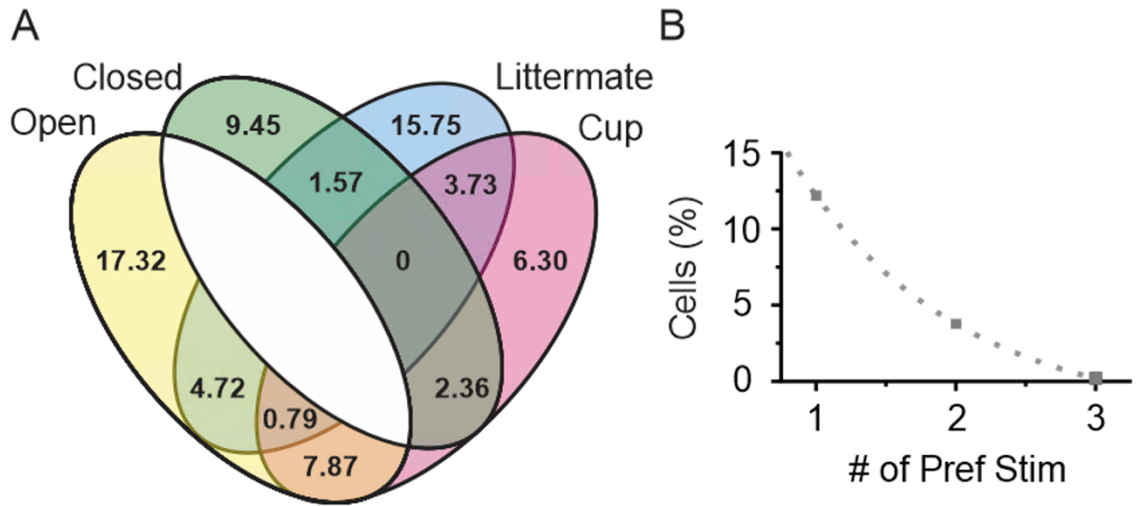 A
Closed
Littermate
Open
Cup
9.45
15.75
1.57
3.73
17.32
0
6.30
4.72
2.36
0.79
7.87
B
15
10
5
0
Cells (%)
1 2 3
# of Pref Stim